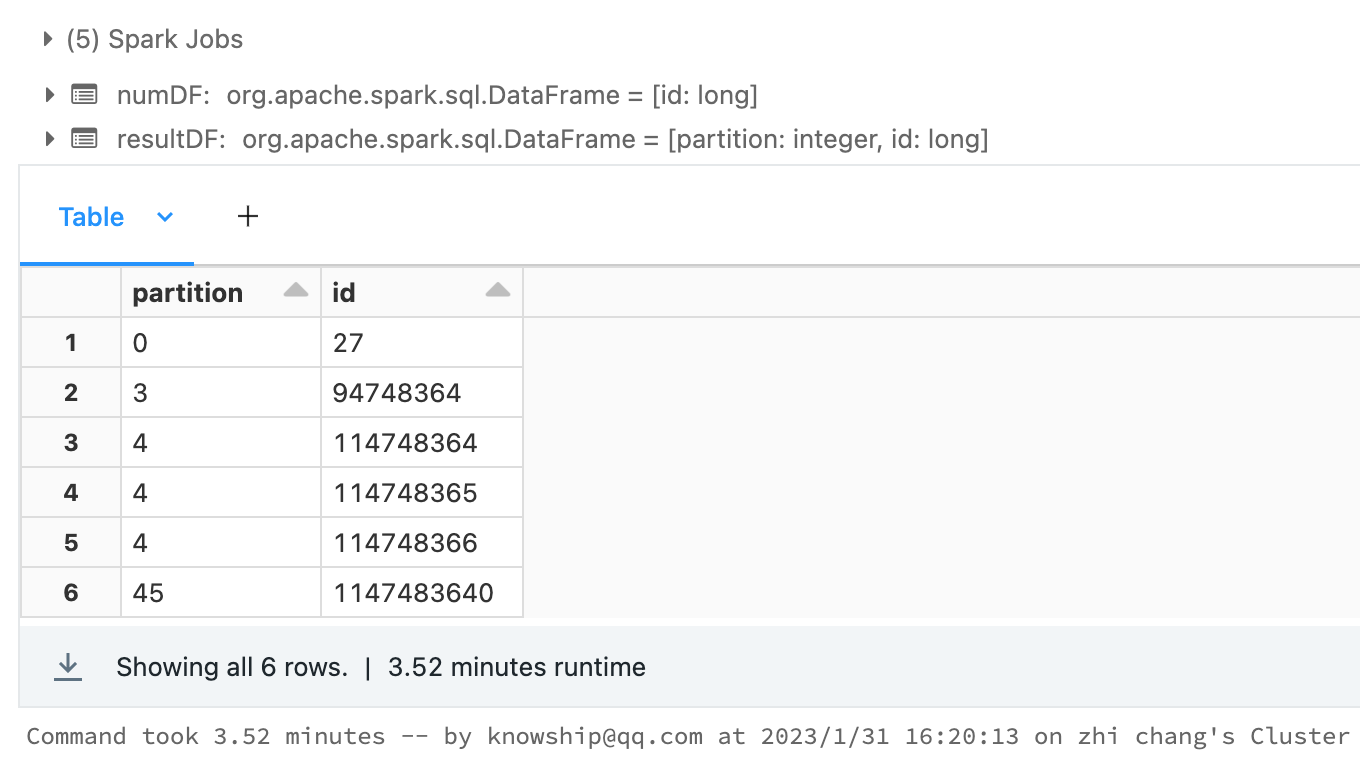 (5) Spark Jobs
numDF: org.apache.spark.sql.DataFrame = [id: long]
resultDF: org.apache.spark.sql.DataFrame = [partition: integer, id: long]
Table +
partition id
1 0 27
2 3 94748364
3 4 114748364
4 4 114748365
5 4 114748366
6 45 1147483640
Showing all 6 rows. | 3.52 minutes runtime
Command took 3.52 minutes -- by knowship@qq.com at 2023/1/31 16:20:13 on zhi chang's Cluster